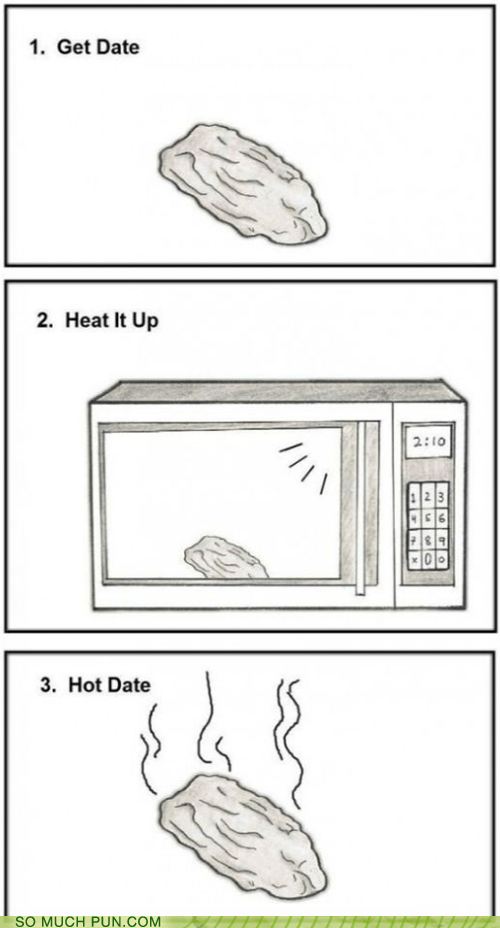 1. Get Date
2. Heat It Up
2:10
1 2 3
4 5 6
7 8 9
× 0 0
3. Hot Date
SO MUCH PUN.COM